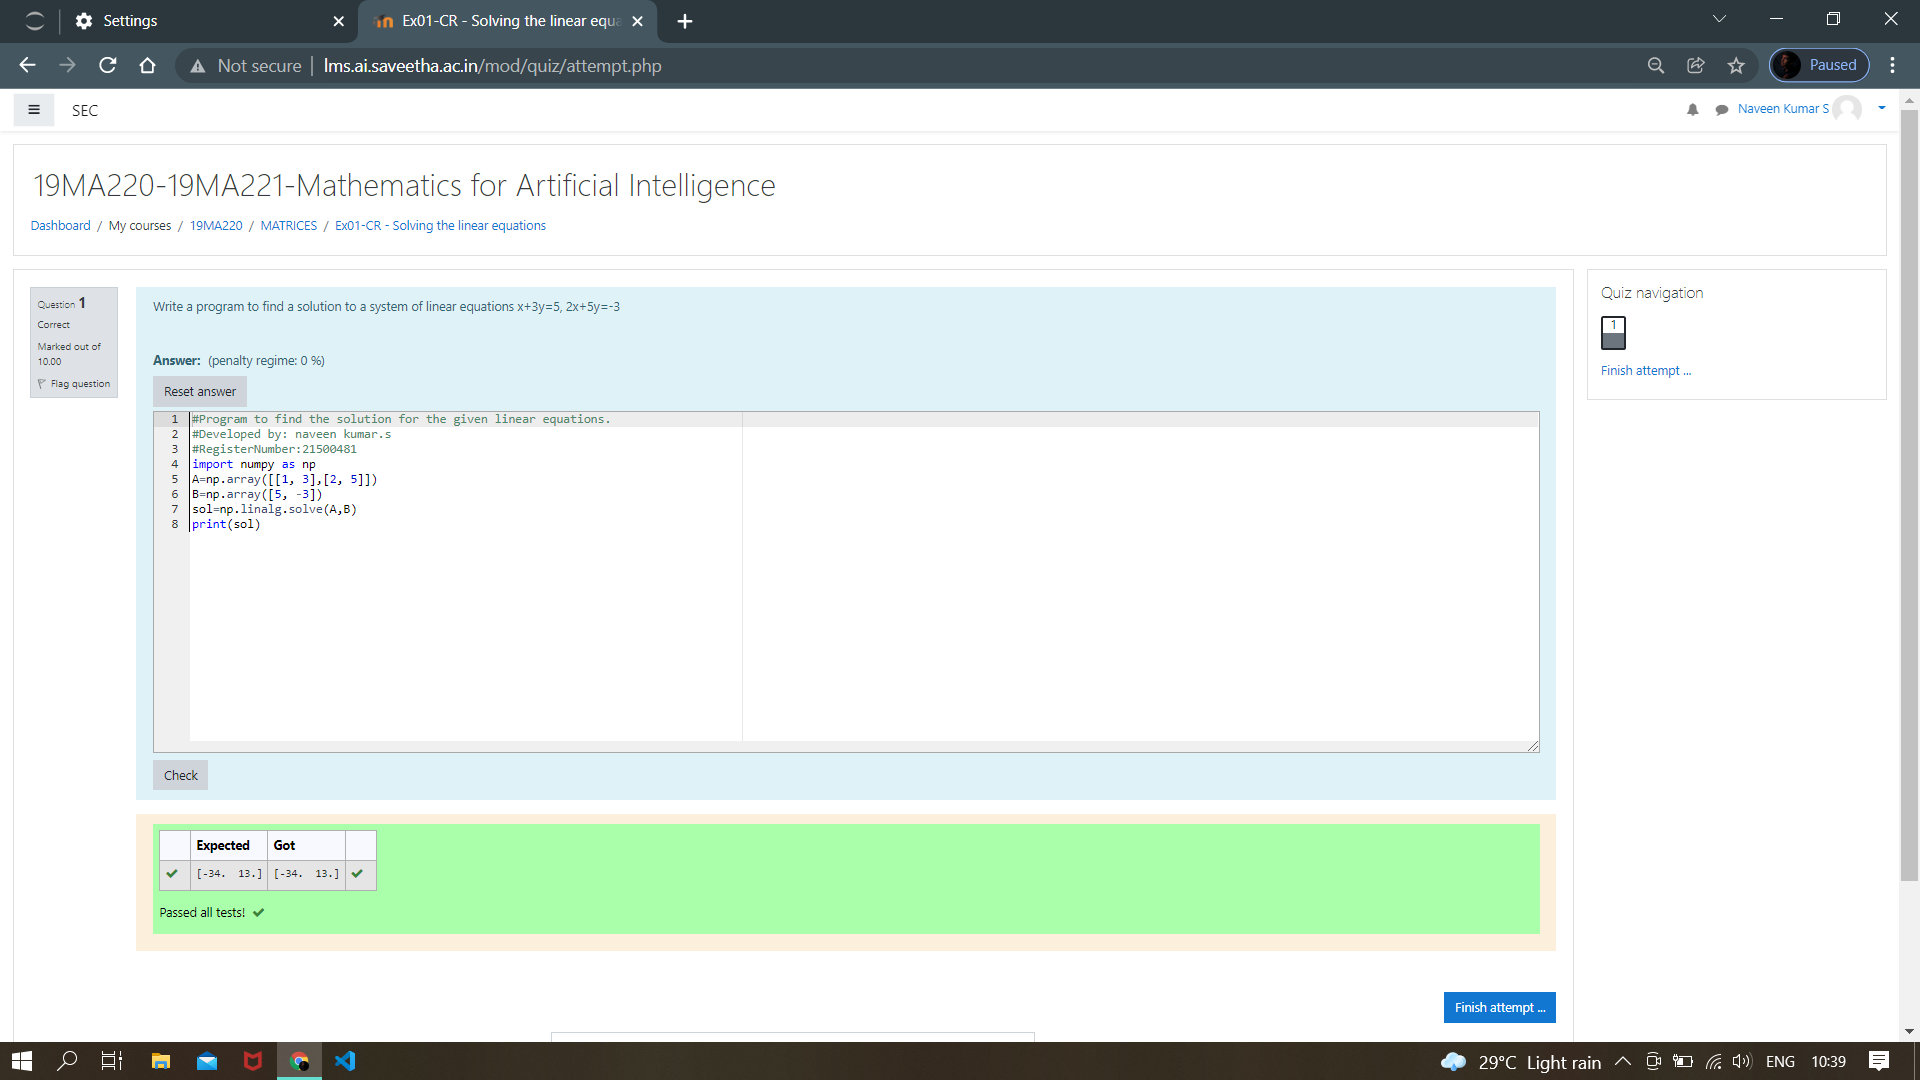 Settings
Ex01-CR - Solving the linear equa
Not secure
lms.ai.saveetha.ac.in/mod/quiz/attempt.php
Paused
SEC
Naveen Kumar S
19MA220-19MA221-Mathematics for Artificial Intelligence
Dashboard / My courses / 19MA220 / MATRICES / Ex01-CR - Solving the linear equations
Question 1
Correct
Marked out of
10.00
Flag question
Write a program to find a solution to a system of linear equations x+3y=5, 2x+5y=-3
Answer: (penalty regime: 0 %)
Reset answer
1 #Program to find the solution for the given linear equations.
2 #Developed by: naveen kumar.s
3 #RegisterNumber:21500481
4 import numpy as np
5 A=np.array([[1, 3],[2, 5]])
6 B=np.array([5, -3])
7 sol=np.linalg.solve(A,B)
8 print(sol)
Check
Expected Got
[-34. 13.] [-34. 13.]
Passed all tests!
Finish attempt ...
Quiz navigation
1
Finish attempt ...
29°C Light rain
ENG
10:39